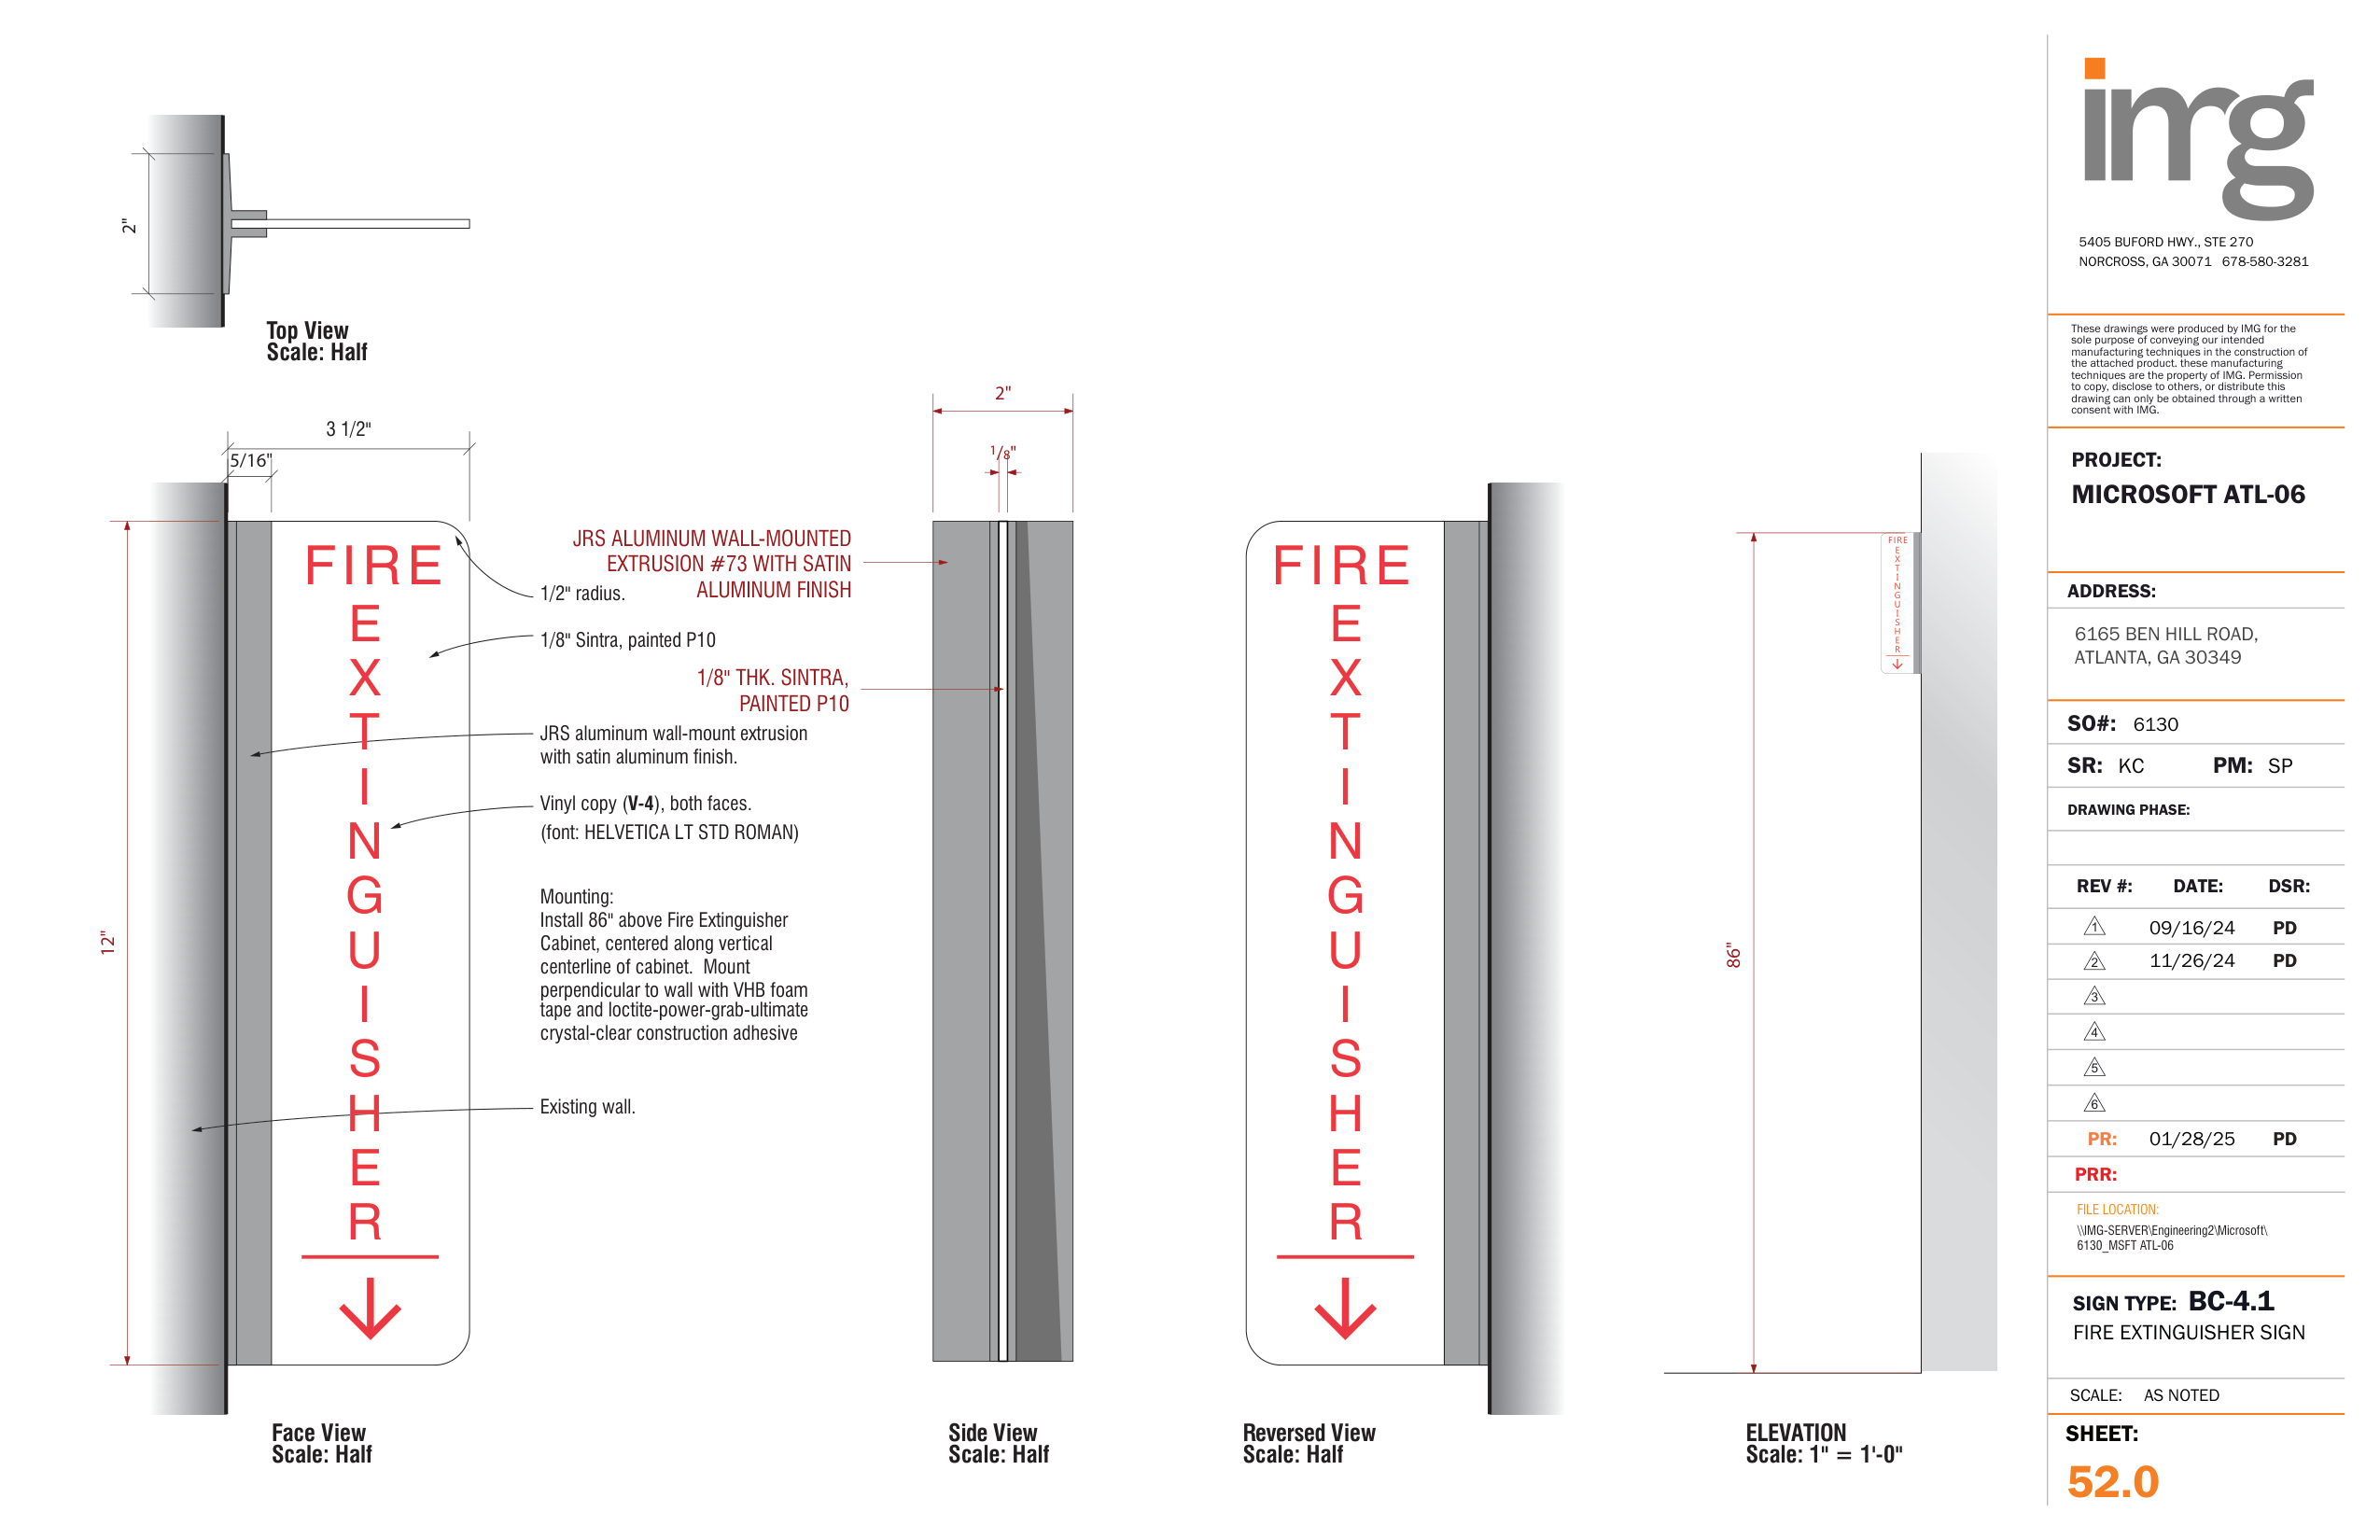 2"
Top View
Scale: Half
3 1/2"
5/16"
12"
FIRE
E
X
T
I
N
G
U
I
S
H
E
R
Face View
Scale: Half
1/2" radius.
1/8" Sintra, painted P10
JRS aluminum wall-mount extrusion
with satin aluminum finish.
Vinyl copy (V-4), both faces.
(font: HELVETICA LT STD ROMAN)
Mounting:
Install 86" above Fire Extinguisher
Cabinet, centered along vertical
centerline of cabinet.  Mount
perpendicular to wall with VHB foam
tape and loctite-power-grab-ultimate
crystal-clear construction adhesive
Existing wall.
JRS ALUMINUM WALL-MOUNTED
EXTRUSION #73 WITH SATIN
ALUMINUM FINISH
1/8" THK. SINTRA,
PAINTED P10
2"
1/8"
Side View
Scale: Half
FIRE
E
X
T
I
N
G
U
I
S
H
E
R
Reversed View
Scale: Half
86"
FIRE
E
X
T
I
N
G
U
I
S
H
E
R
ELEVATION
Scale: 1" = 1'-0"
img
5405 BUFORD HWY., STE 270
NORCROSS, GA 30071  678-580-3281
These drawings were produced by IMG for the
sole purpose of conveying our intended
manufacturing techniques in the construction of
the attached product. these manufacturing
techniques are the property of IMG. Permission
to copy, disclose to others, or distribute this
drawing can only be obtained through a written
consent with IMG.
PROJECT:
MICROSOFT ATL-06
ADDRESS:
6165 BEN HILL ROAD,
ATLANTA, GA 30349
SO#: 6130
SR: KC PM: SP
DRAWING PHASE:
REV #: DATE: DSR:
1 09/16/24 PD
2 11/26/24 PD
3
4
5
6
PR: 01/28/25 PD
PRR:
FILE LOCATION:
\\IMG-SERVER\Engineering2\Microsoft\
6130_MSFT ATL-06
SIGN TYPE: BC-4.1
FIRE EXTINGUISHER SIGN
SCALE: AS NOTED
SHEET:
52.0